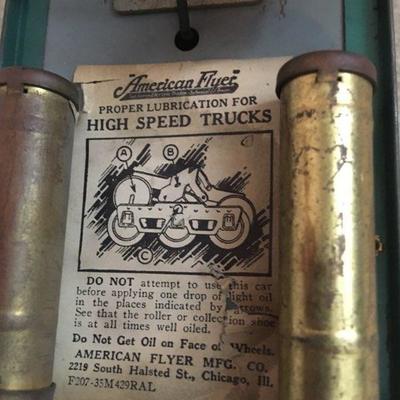 American Flyer
PROPER LUBRICATION FOR
HIGH SPEED TRUCKS
A B
C
DO NOT attempt to use this car
before applying one drop of light oil
in the places indicated by arrows.
See that the roller or collection shoe
is at all times well oiled.
Do Not Get Oil on Face of Wheels.
AMERICAN FLYER MFG. CO.
2219 South Halsted St., Chicago, Ill.
F207-35M429RAL